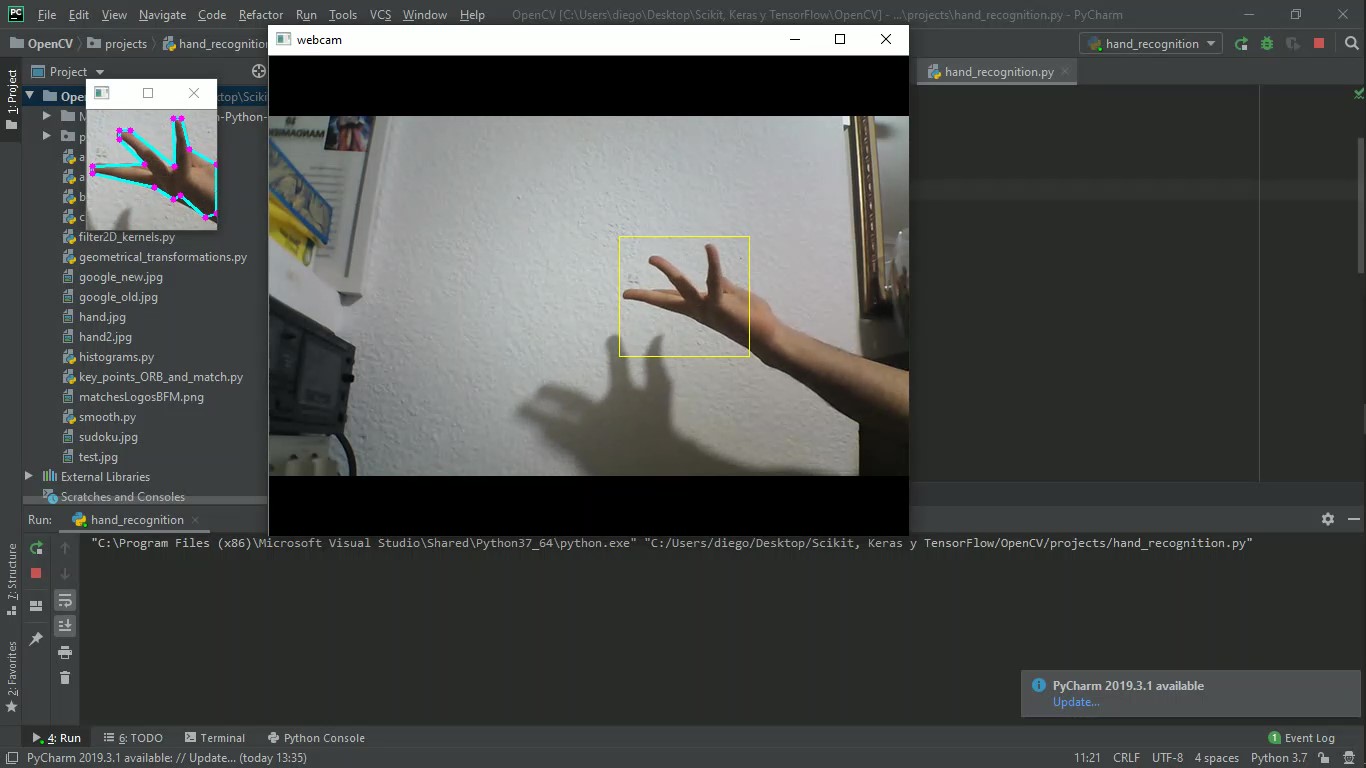 File Edit View Navigate Code Refactor Run Tools VCS Window Help OpenCV [C:\Users\diego\Desktop\Scikit, Keras y TensorFlow\OpenCV] - ...\projects\hand_recognition.py - PyCharm
webcam
OpenCV projects hand_recognition
hand_recognition
Project
hand_recognition.py
1: Project
filter2D_kernels.py
geometrical_transformations.py
google_new.jpg
google_old.jpg
hand.jpg
hand2.jpg
histograms.py
key_points_ORB_and_match.py
matchesLogosBFM.png
smooth.py
sudoku.jpg
test.jpg
External Libraries
Scratches and Consoles
Run: hand_recognition
"C:\Program Files (x86)\Microsoft Visual Studio\Shared\Python37_64\python.exe" "C:/Users/diego/Desktop/Scikit, Keras y TensorFlow/OpenCV/projects/hand_recognition.py"
7: Structure
2: Favorites
PyCharm 2019.3.1 available
Update...
4: Run 6: TODO Terminal Python Console
1 Event Log
PyCharm 2019.3.1 available: // Update... (today 13:35)
11:21 CRLF UTF-8 4 spaces Python 3.7